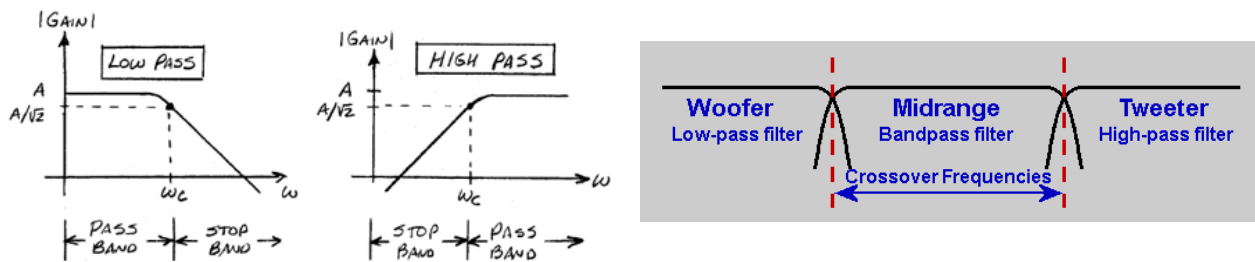 |GAIN|
LOW PASS
A
A/√2
ωc
ω
PASS
BAND
STOP
BAND
|GAIN|
HIGH PASS
A
A/√2
ωc
ω
STOP
BAND
PASS
BAND
Woofer
Low-pass filter
Midrange
Bandpass filter
Tweeter
High-pass filter
Crossover Frequencies